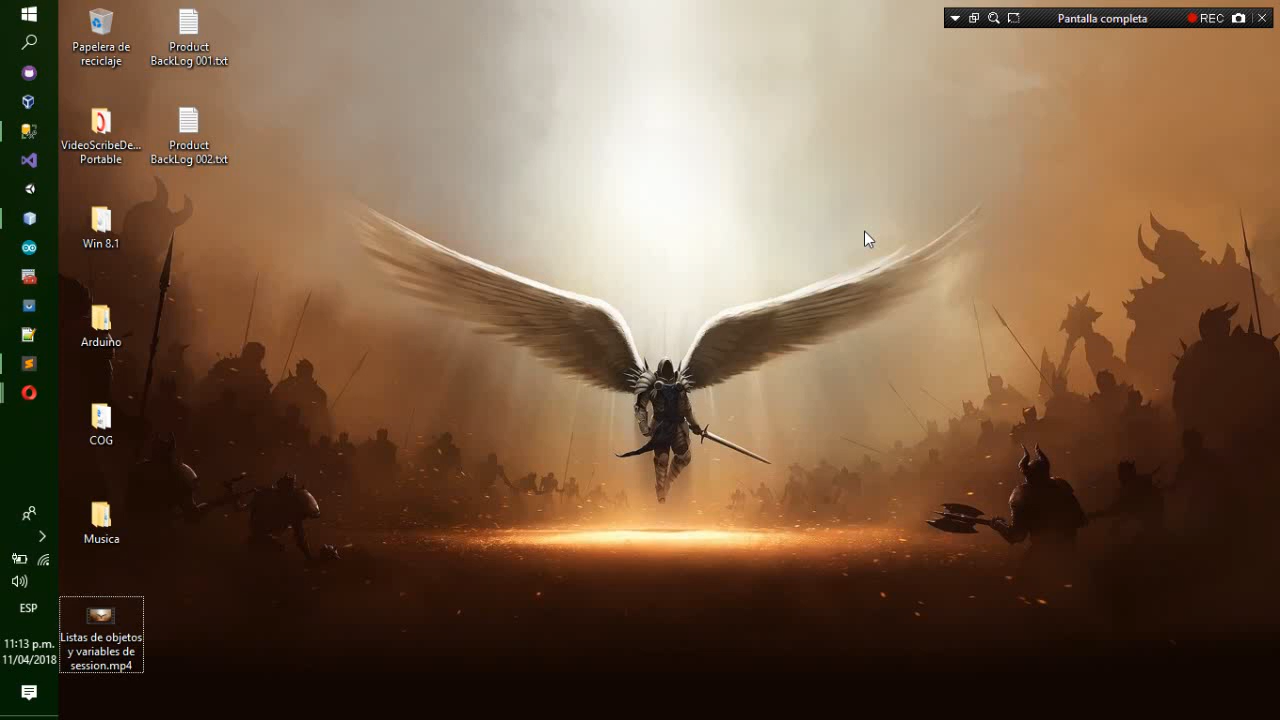 Pantalla completa
REC
Papelera de
reciclaje
Product
BackLog 001.txt
VideoScribeDe...
Portable
Product
BackLog 002.txt
Win 8.1
Arduino
COG
Musica
Listas de objetos
y variables de
session.mp4
ESP
11:13 p.m.
11/04/2018